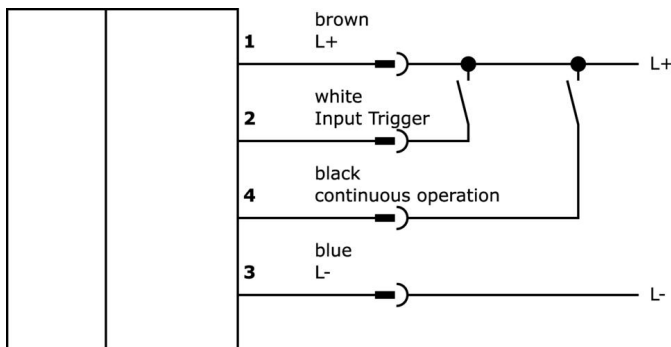 brown
1 L+
L+
white
2 Input Trigger
black
4 continuous operation
blue
3 L-
L-